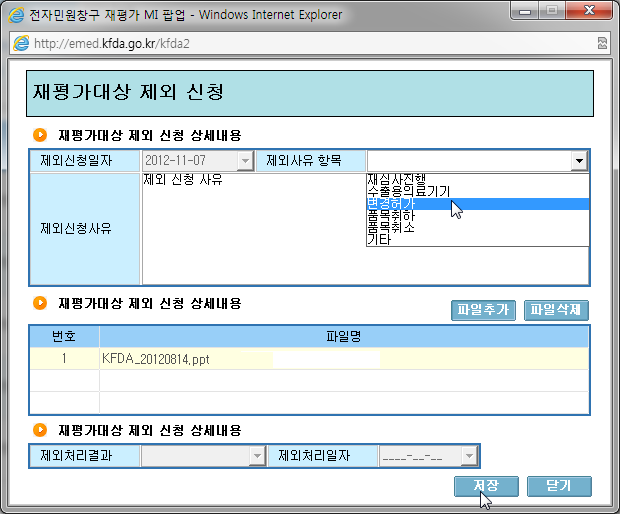 전자민원창구 재평가 MI 팝업 - Windows Internet Explorer
http://emed.kfda.go.kr/kfda2
재평가대상 제외 신청
재평가대상 제외 신청 상세내용
제외신청일자 2012-11-07 제외사유 항목
제외신청사유 제외 신청 사유
재심사진행
수출용의료기기
변경허가
품목취하
품목취소
기타
재평가대상 제외 신청 상세내용 파일추가 파일삭제
번호 파일명
1 KFDA_20120814.ppt
재평가대상 제외 신청 상세내용
제외처리결과 제외처리일자 ____-__-__
저장 닫기